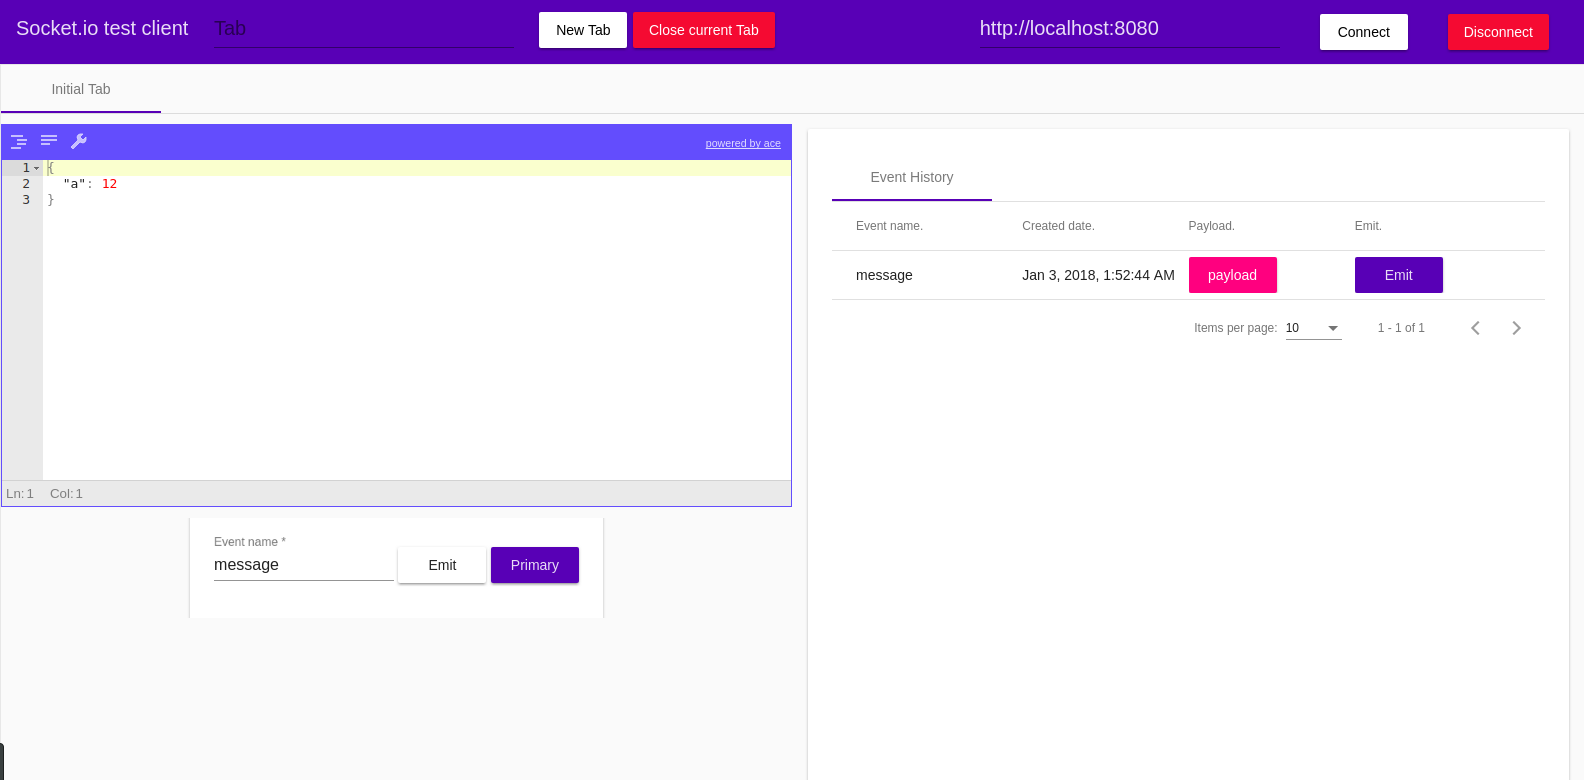 Socket.io test client Tab New Tab Close current Tab http://localhost:8080 Connect Disconnect
Initial Tab
powered by ace
1 {
2 "a": 12
3 }
Ln: 1 Col: 1
Event name *
message Emit Primary
Event History
Event name. Created date. Payload. Emit.
message Jan 3, 2018, 1:52:44 AM payload Emit
Items per page: 10 1 - 1 of 1